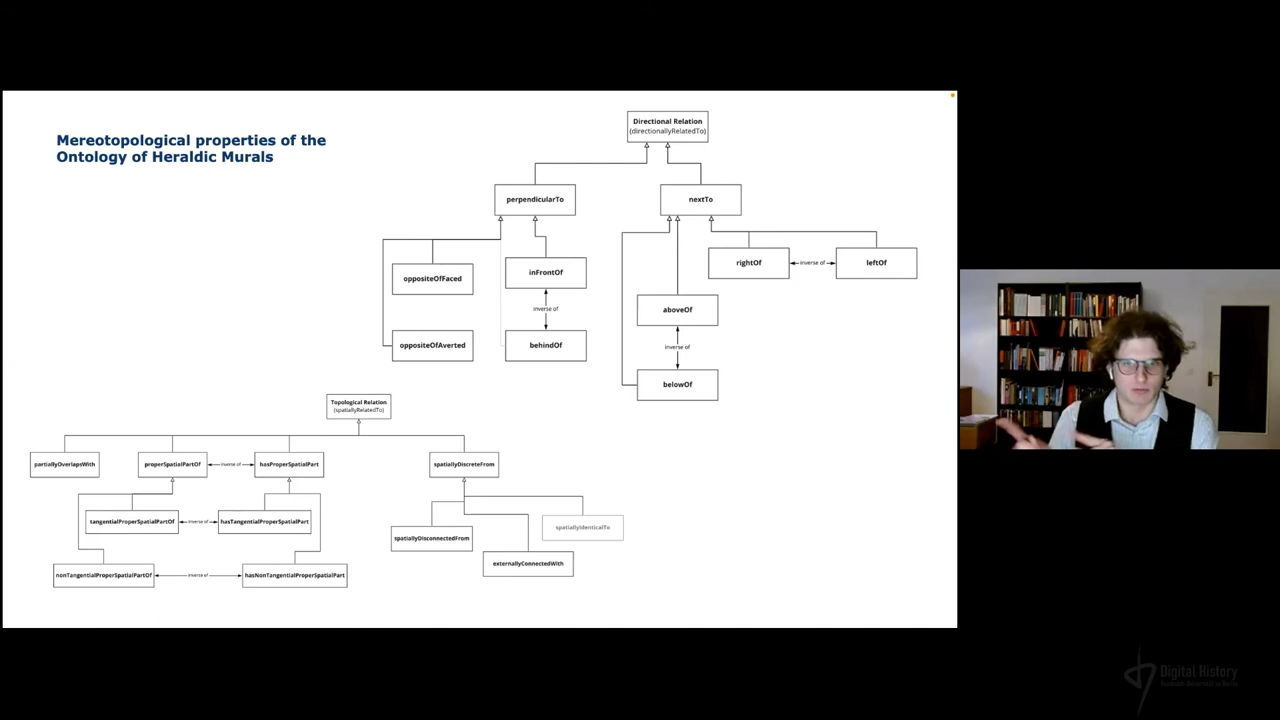 Mereotopological properties of the
Ontology of Heraldic Murals
Directional Relation
(directionallyRelatedTo)
perpendicularTo
nextTo
oppositeOfFaced
inFrontOf
rightOf
inverse of
leftOf
inverse of
aboveOf
oppositeOfAverted
behindOf
inverse of
belowOf
Topological Relation
(spatiallyRelatedTo)
partiallyOverlapsWith
properSpatialPartOf
inverse of
hasProperSpatialPart
spatiallyDiscreteFrom
tangentialProperSpatialPartOf
inverse of
hasTangentialProperSpatialPart
spatiallyIdenticalTo
spatiallyDisconnectedFrom
externallyConnectedWith
nonTangentialProperSpatialPartOf
inverse of
hasNonTangentialProperSpatialPart
Digital History